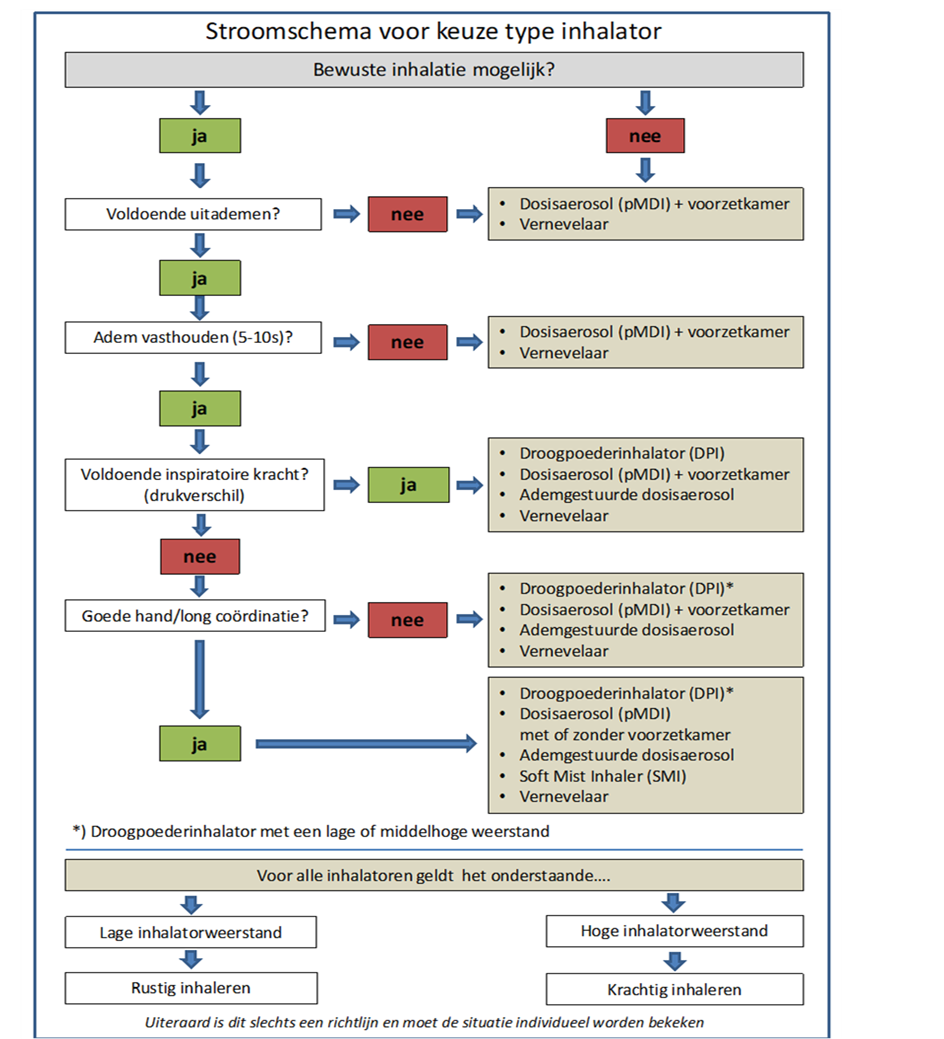 Stroomschema voor keuze type inhalator
Bewuste inhalatie mogelijk?
ja
nee
Voldoende uitademen?
nee
• Dosisaerosol (pMDI) + voorzetkamer
• Vernevelaar
ja
Adem vasthouden (5-10s)?
nee
• Dosisaerosol (pMDI) + voorzetkamer
• Vernevelaar
ja
Voldoende inspiratoire kracht?
(drukverschil)
ja
• Droogpoederinhalator (DPI)
• Dosisaerosol (pMDI) + voorzetkamer
• Ademgestuurde dosisaerosol
• Vernevelaar
nee
Goede hand/long coördinatie?
nee
• Droogpoederinhalator (DPI)*
• Dosisaerosol (pMDI) + voorzetkamer
• Ademgestuurde dosisaerosol
• Vernevelaar
ja
• Droogpoederinhalator (DPI)*
• Dosisaerosol (pMDI)
met of zonder voorzetkamer
• Ademgestuurde dosisaerosol
• Soft Mist Inhaler (SMI)
• Vernevelaar
*) Droogpoederinhalator met een lage of middelhoge weerstand
Voor alle inhalatoren geldt het onderstaande....
Lage inhalatorweerstand
Hoge inhalatorweerstand
Rustig inhaleren
Krachtig inhaleren
Uiteraard is dit slechts een richtlijn en moet de situatie individueel worden bekeken